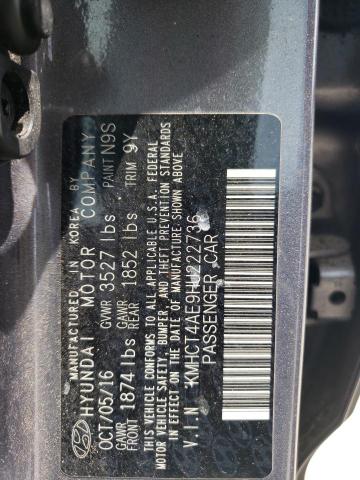 MANUFACTURED IN KOREA BY
HYUNDAI MOTOR COMPANY
OCT/05/16 GVWR 3527 lbs PAINT N9S
GAWR FRONT 1874 lbs GAWR REAR 1852 lbs TRIM 9Y
THIS VEHICLE CONFORMS TO ALL APPLICABLE U.S.A FEDERAL
MOTOR VEHICLE SAFETY, BUMPER, AND THEFT PREVENTION STANDARDS
IN EFFECT ON THE DATE OF MANUFACTURE SHOWN ABOVE
V.I.N KMHCT4AE9HU222736
PASSENGER CAR